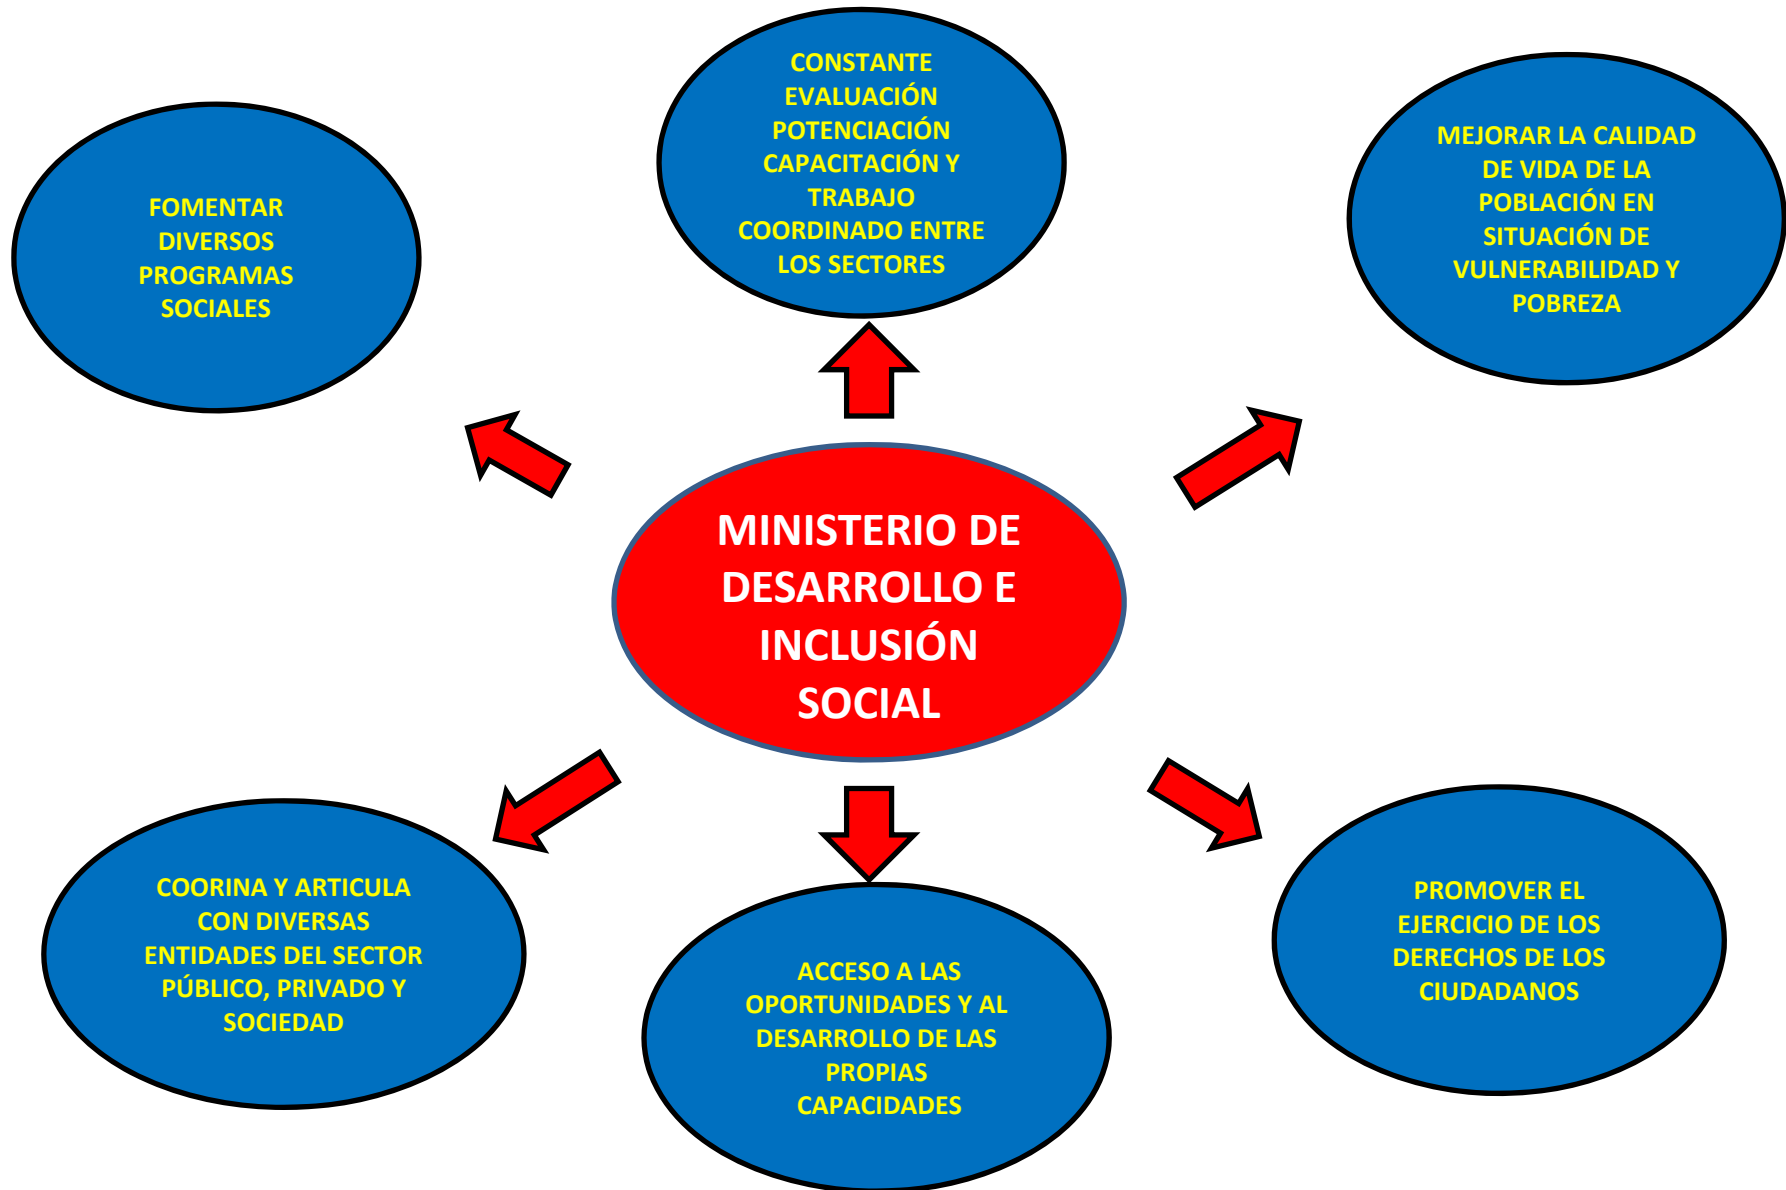 CONSTANTE
EVALUACIÓN
POTENCIACIÓN
CAPACITACIÓN Y
TRABAJO
COORDINADO ENTRE
LOS SECTORES
FOMENTAR
DIVERSOS
PROGRAMAS
SOCIALES
MEJORAR LA CALIDAD
DE VIDA DE LA
POBLACIÓN EN
SITUACIÓN DE
VULNERABILIDAD Y
POBREZA
MINISTERIO DE
DESARROLLO E
INCLUSIÓN
SOCIAL
COORINA Y ARTICULA
CON DIVERSAS
ENTIDADES DEL SECTOR
PÚBLICO, PRIVADO Y
SOCIEDAD
ACCESO A LAS
OPORTUNIDADES Y AL
DESARROLLO DE LAS
PROPIAS
CAPACIDADES
PROMOVER EL
EJERCICIO DE LOS
DERECHOS DE LOS
CIUDADANOS